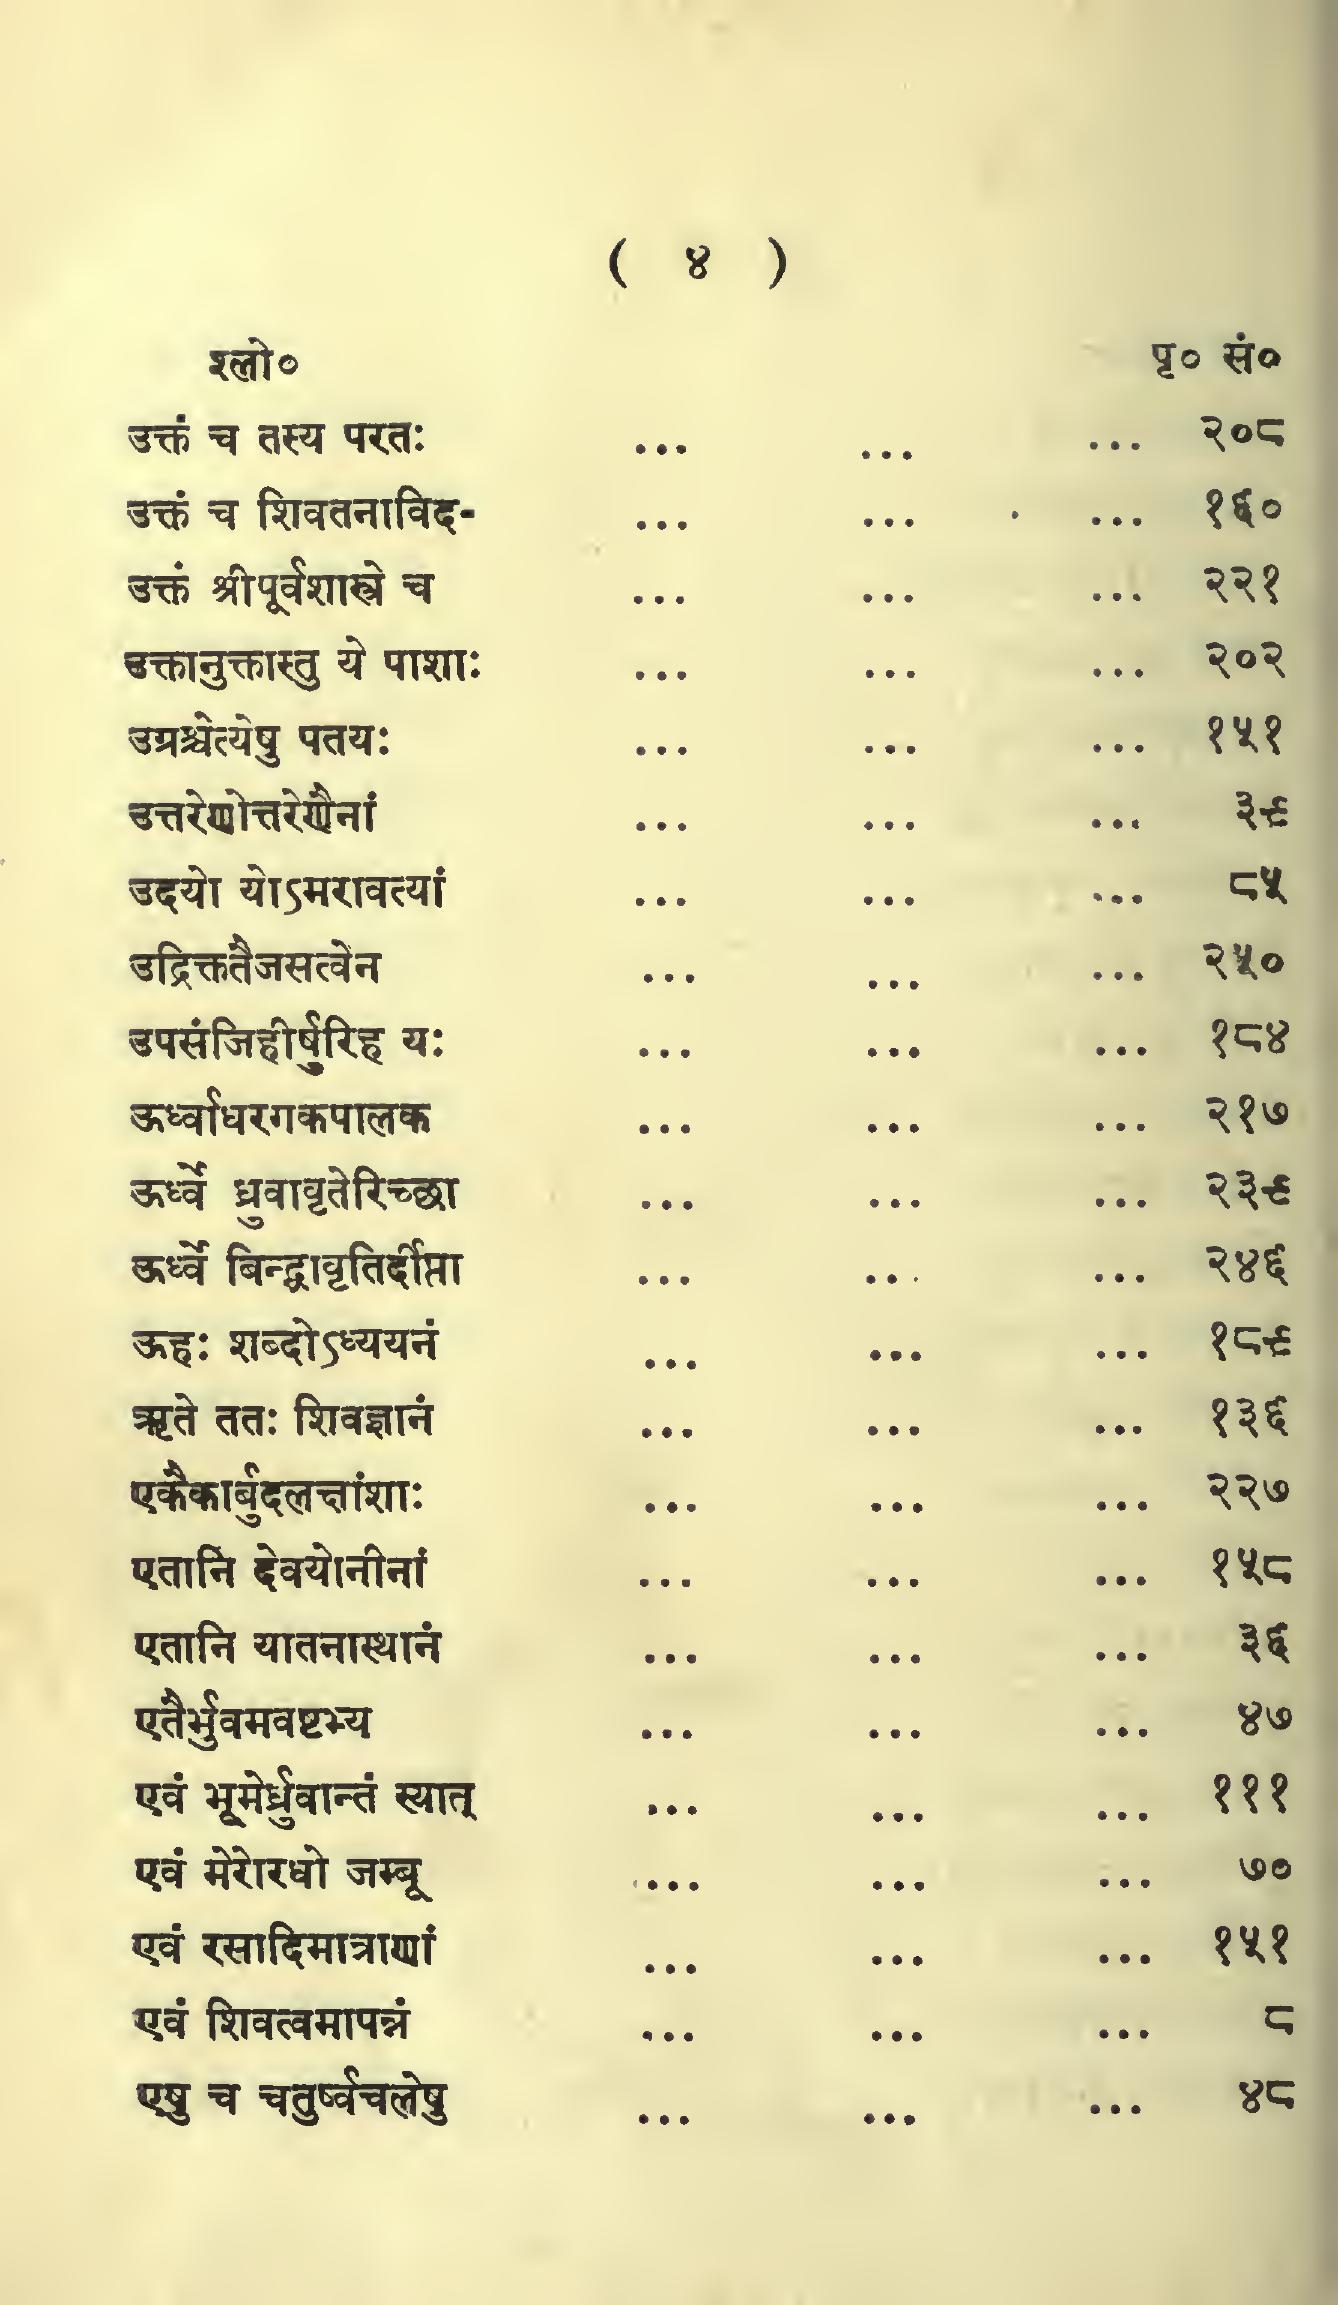 ( ४ )
श्लो० पृ० सं०
उक्तं च तस्य परतः ... ... ... २०८
उक्तं च शिवतनाविद- ... ... ... १६०
उक्तं श्रीपूर्वशास्त्रे च ... ... ... २२१
उक्तानुक्तास्तु ये पाशाः ... ... ... २०२
उग्रश्चेत्येषु पतयः ... ... ... १५१
उत्तरेणोत्तरेणैनां ... ... ... ३९
उदयो योऽमरावत्यां ... ... ... ८५
उद्रिक्ततैजसत्वेन ... ... ... २५०
उपसंजिहीर्षुरिह यः ... ... ... १८४
ऊर्ध्वाधरगकपालक ... ... ... २१७
ऊर्ध्वे ध्रुवावृतेरिच्छा ... ... ... २३९
ऊर्ध्वे बिन्द्वावृतिर्दीप्ता ... ... ... २४६
ऊहः शब्दोऽध्ययनं ... ... ... १८९
ऋते ततः शिवज्ञानं ... ... ... १३६
एकैकार्बुदलक्षांशाः ... ... ... २२७
एतानि देवयोनीनां ... ... ... १५८
एतानि यातनास्थानं ... ... ... ३६
एतैर्भुवमवष्टभ्य ... ... ... ४७
एवं भूमेर्ध्रुवान्तं स्यात् ... ... ... १११
एवं मेरोरधो जम्बू ... ... ... ७०
एवं रसादिमात्राणां ... ... ... १५१
एवं शिवत्वमापन्नं ... ... ... ८
एषु च चतुर्ष्वचलेषु ... ... ... ४८